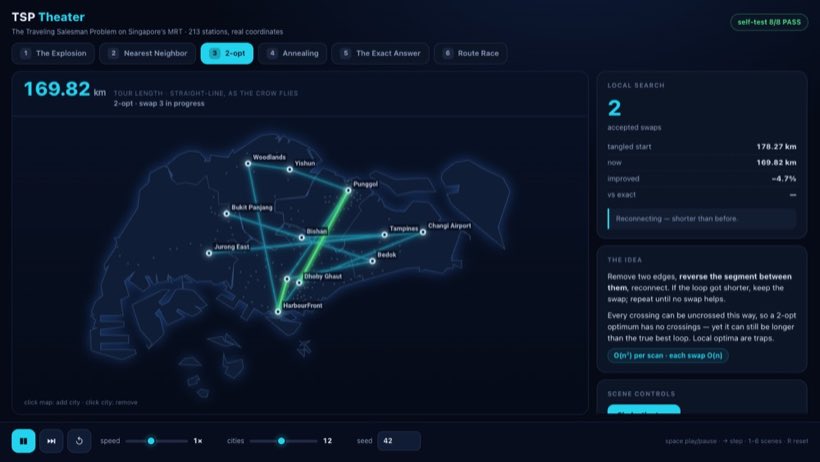 TSP Theater
The Traveling Salesman Problem on Singapore's MRT · 213 stations, real coordinates
self-test 8/8 PASS
1 The Explosion
2 Nearest Neighbor
3 2-opt
4 Annealing
5 The Exact Answer
6 Route Race
169.82 km
TOUR LENGTH · STRAIGHT-LINE, AS THE CROW FLIES
2-opt · swap 3 in progress
Woodlands
Yishun
Punggol
Bukit Panjang
Bishan
Tampines
Changi Airport
Jurong East
Bedok
Dhoby Ghaut
HarbourFront
click map: add city · click city: remove
LOCAL SEARCH
2
accepted swaps
tangled start 178.27 km
now 169.82 km
improved −4.7%
vs exact —
Reconnecting — shorter than before.
THE IDEA
Remove two edges, reverse the segment between
them, reconnect. If the loop got shorter, keep the
swap; repeat until no swap helps.
Every crossing can be uncrossed this way, so a 2-opt
optimum has no crossings — yet it can still be longer
than the true best loop. Local optima are traps.
O(n²) per scan · each swap O(n)
SCENE CONTROLS
speed 1×
cities 12
seed 42
space play/pause · → step · 1–6 scenes · R reset